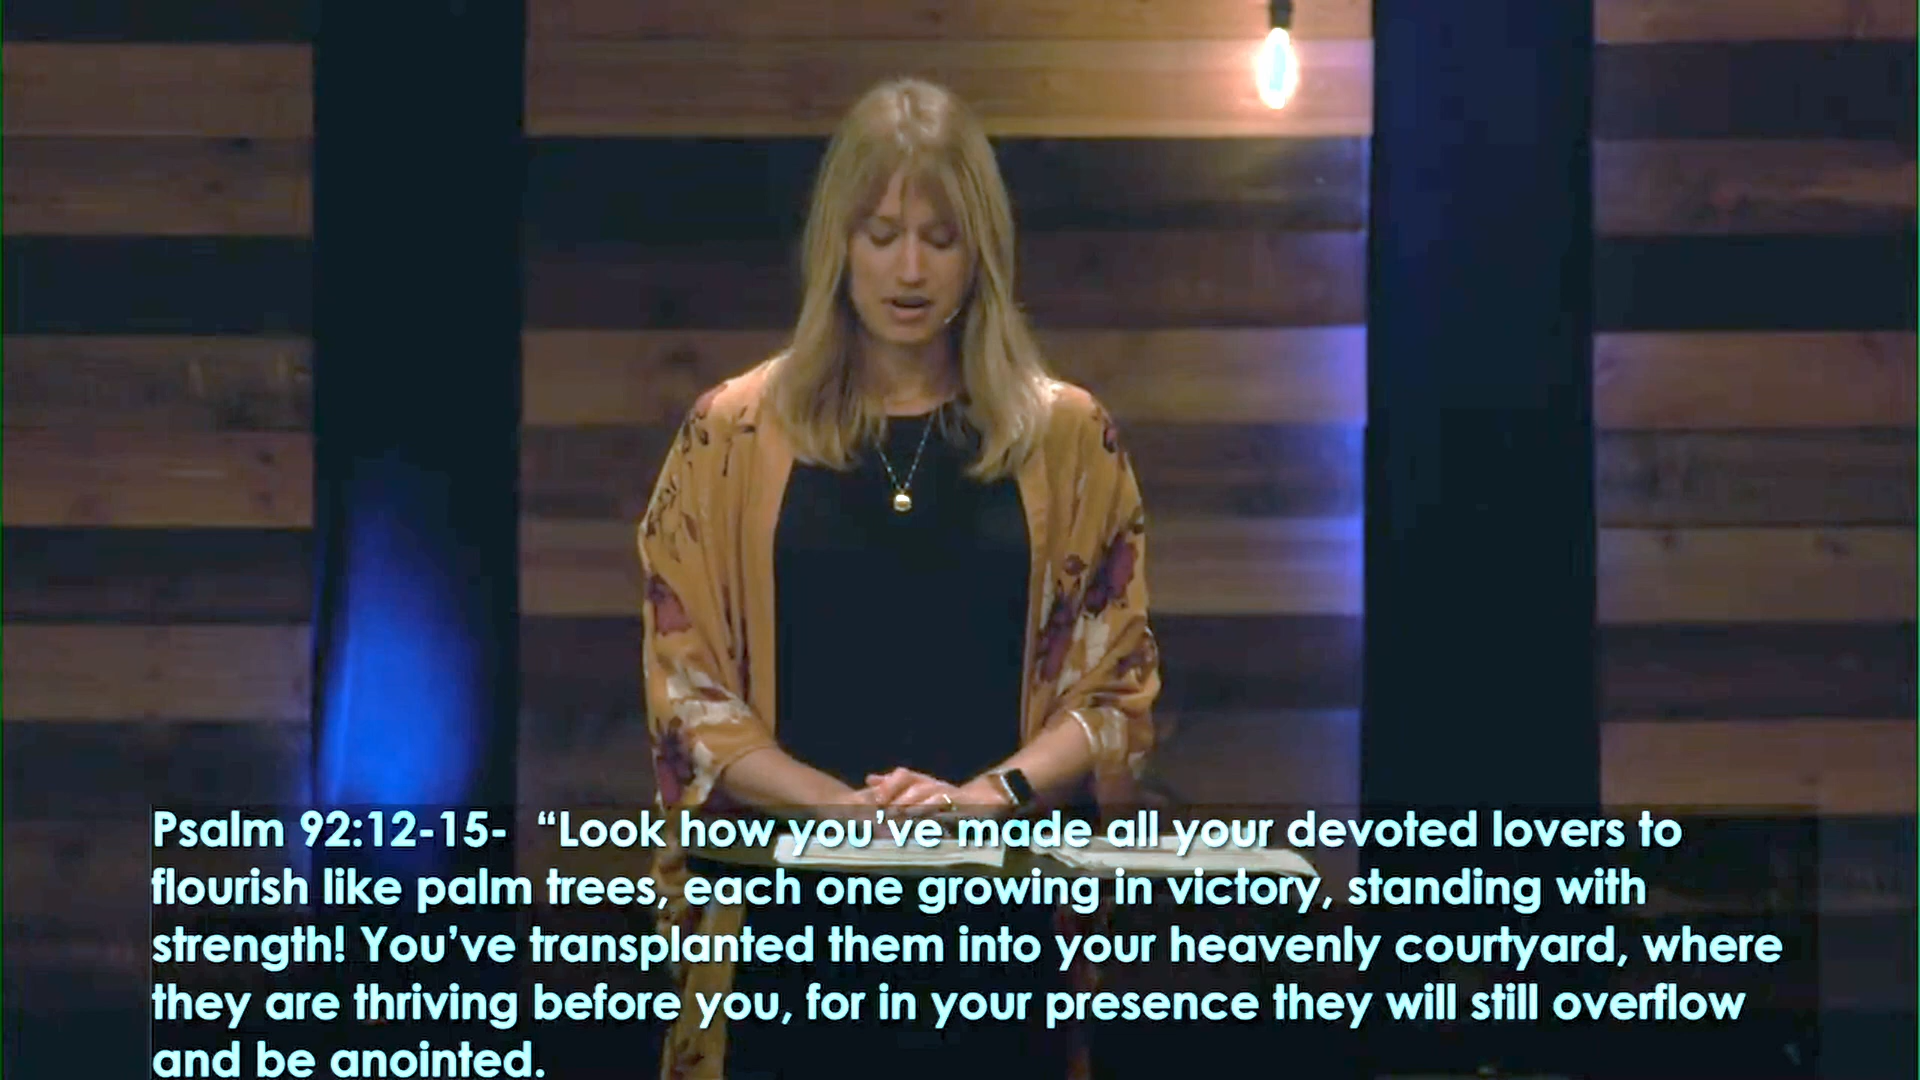 Psalm 92:12-15-  “Look how you’ve made all your devoted lovers to
flourish like palm trees, each one growing in victory, standing with
strength! You’ve transplanted them into your heavenly courtyard, where
they are thriving before you, for in your presence they will still overflow
and be anointed.